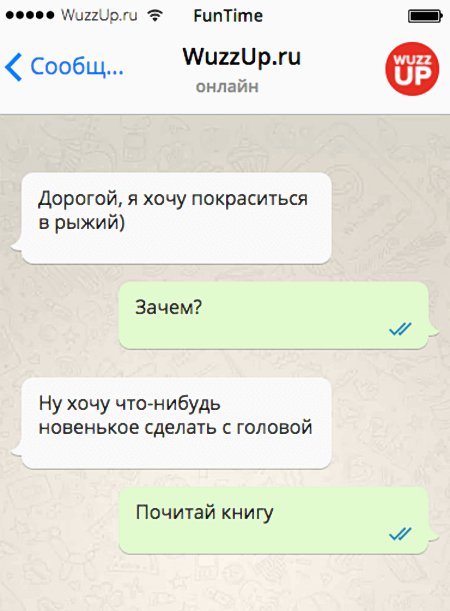 WuzzUp.ru FunTime
Сообщ... WuzzUp.ru WUZZ
онлайн UP
Дорогой, я хочу покраситься
в рыжий)
Зачем?
Ну хочу что-нибудь
новенькое сделать с головой
Почитай книгу